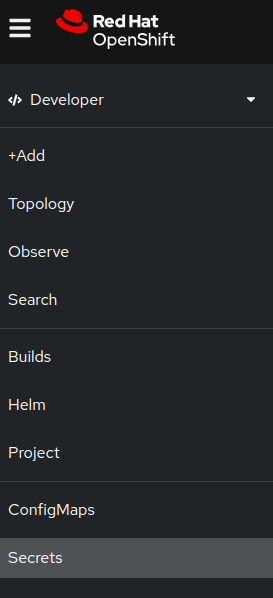 Red Hat
OpenShift
Developer
+Add
Topology
Observe
Search
Builds
Helm
Project
ConfigMaps
Secrets